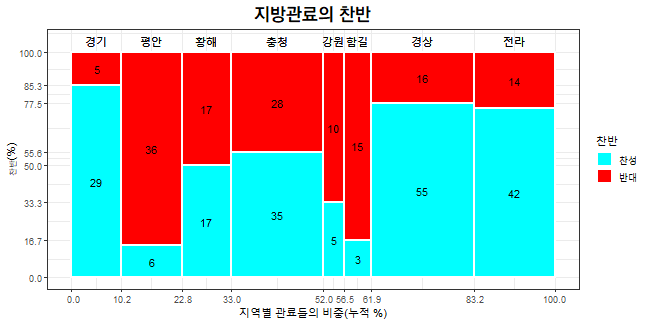 지방관료의 찬반
경기 평안 황해 충청 강원 함길 경상 전라
100.0
85.3
77.5
55.6
50.0
33.3
16.7
0.0
찬반(%)
5 36 17 28 10 15 16 14
29 6 17 35 5 3 55 42
0.0 10.2 22.8 33.0 52.0 56.5 61.9 83.2 100.0
지역별 관료들의 비중(누적 %)
찬반
찬성
반대